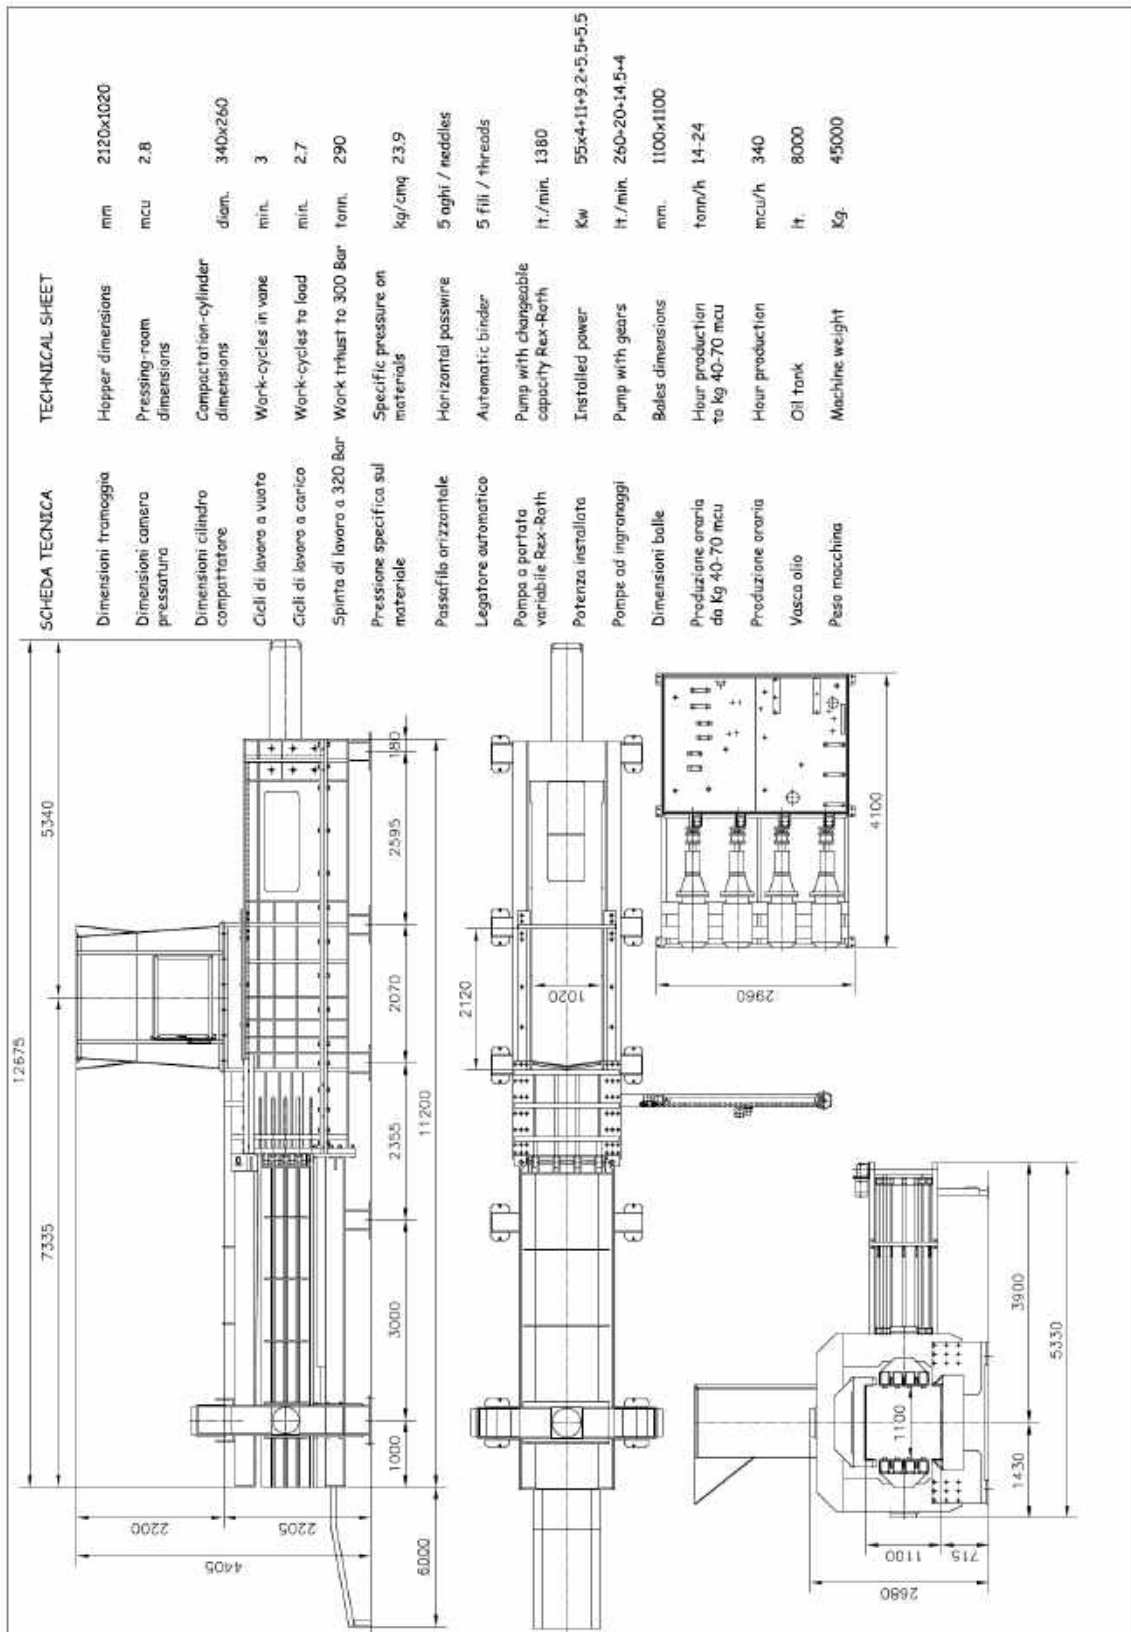 SCHEDA TECNICA TECHNICAL SHEET
Dimensioni tramoggia Hopper dimensions mm 2120x1020
Dimensioni camera Pressing-room mcu 2,8
pressatura dimensions
Dimensioni cilindro Compactation-cylinder
compattatore dimensions diam. 340x260
Cicli di lavoro a vuoto Work-cycles in vane min. 3
Cicli di lavoro a carico Work-cycles to load min. 2,7
Spinta di lavoro a 320 Bar Work trhust to 300 Bar tonn. 290
Pressione specifica sul Specific pressure on
materiale materials kg/cmq 23,9
Passafilo orizzontale Horizontal passwire 5 aghi / neddles
Legatore automatico Automatic binder 5 fili / threads
Pompa a portata Pump with changeable
variabile Rex-Roth capacity Rex-Roth lt./min. 1380
Potenza installata Installed power Kw 55x4+11+9.2+5.5+5.5
Pompe ad ingranaggi Pump with gears lt./min. 260+20+14,5+4
Dimensioni balle Bales dimensions mm. 1100x1100
Produzione oraria Hour production tonn/h 14-24
da Kg 40-70 mcu to kg 40-70 mcu
Produzione oraria Hour production mcu/h 340
Vasca olio Oil tank lt. 8000
Peso macchina Machine weight Kg. 45000
12675
7335 5340
2200
2205
4405
6000
1000 3000 2355 2070 2595 180
11200
2120
1020
2960
4100
1100
1100
715
2680
1430 3900
5330